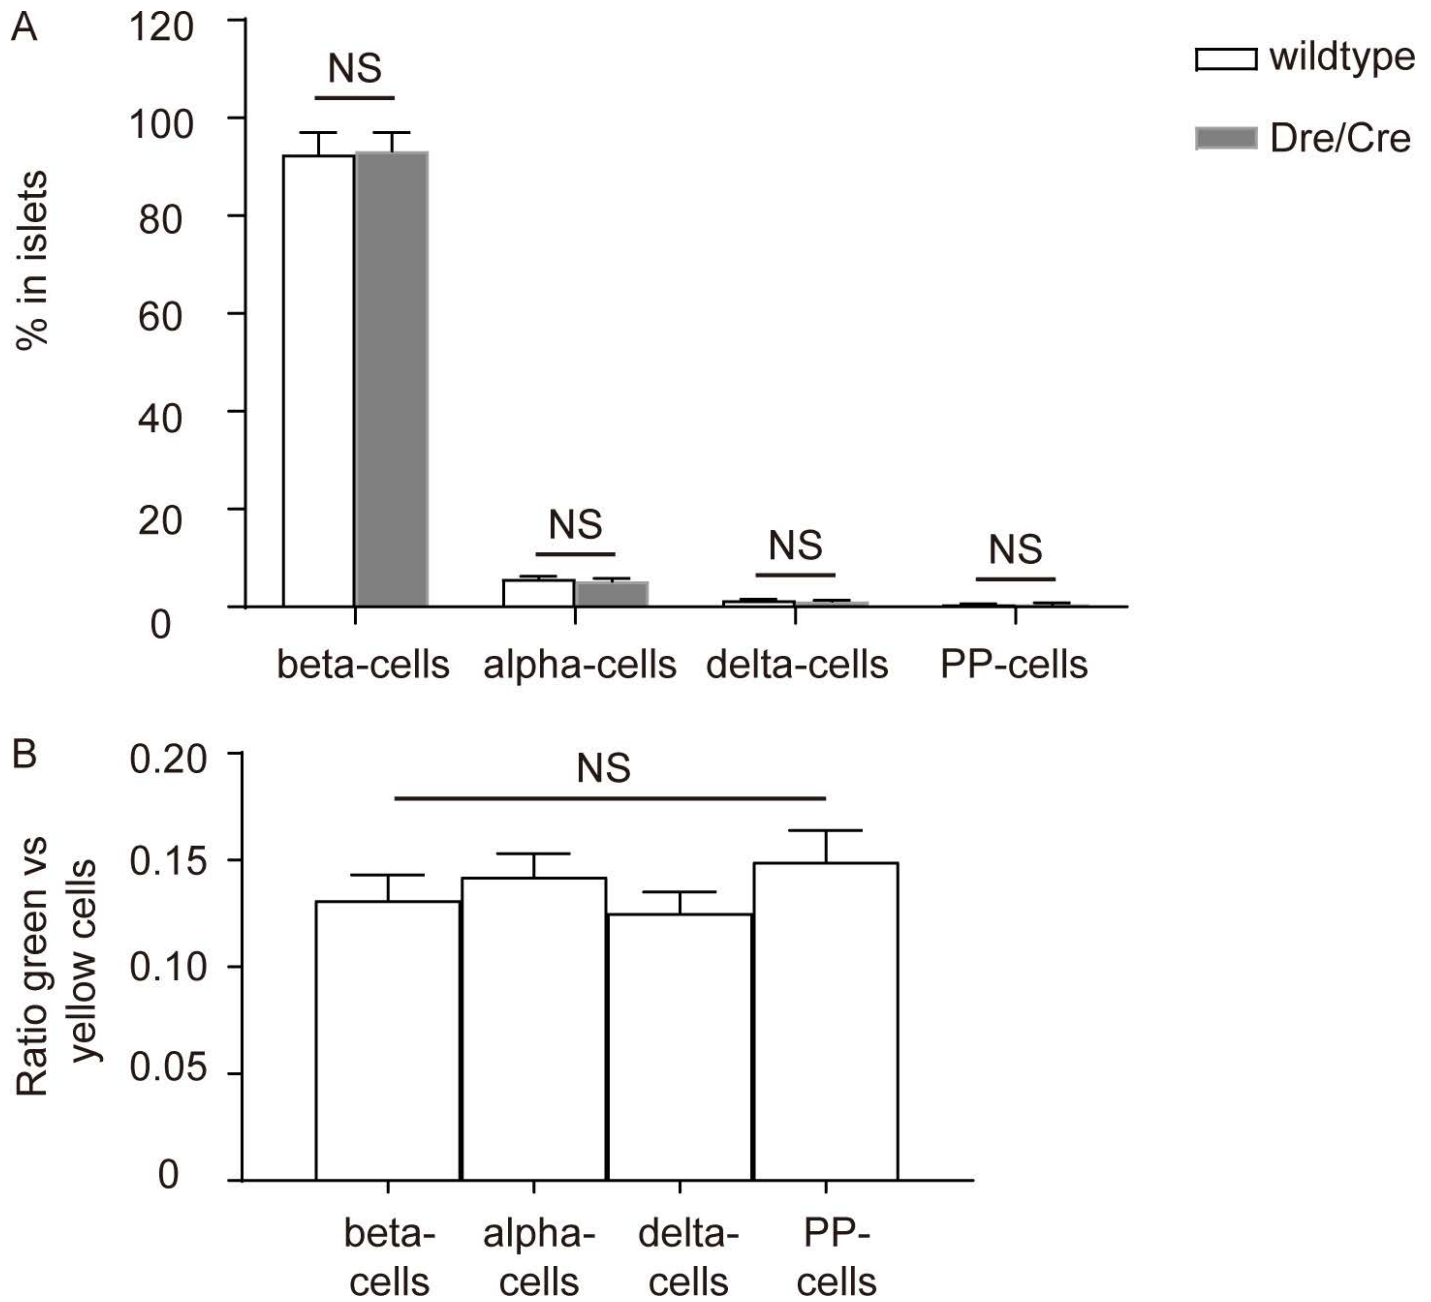 A
120
100
80
60
40
20
0
% in islets
NS
NS
NS
NS
beta-cells
alpha-cells
delta-cells
PP-cells
wildtype
Dre/Cre
B
0.20
0.15
0.10
0.05
0
Ratio green vs
yellow cells
NS
beta-
cells
alpha-
cells
delta-
cells
PP-
cells